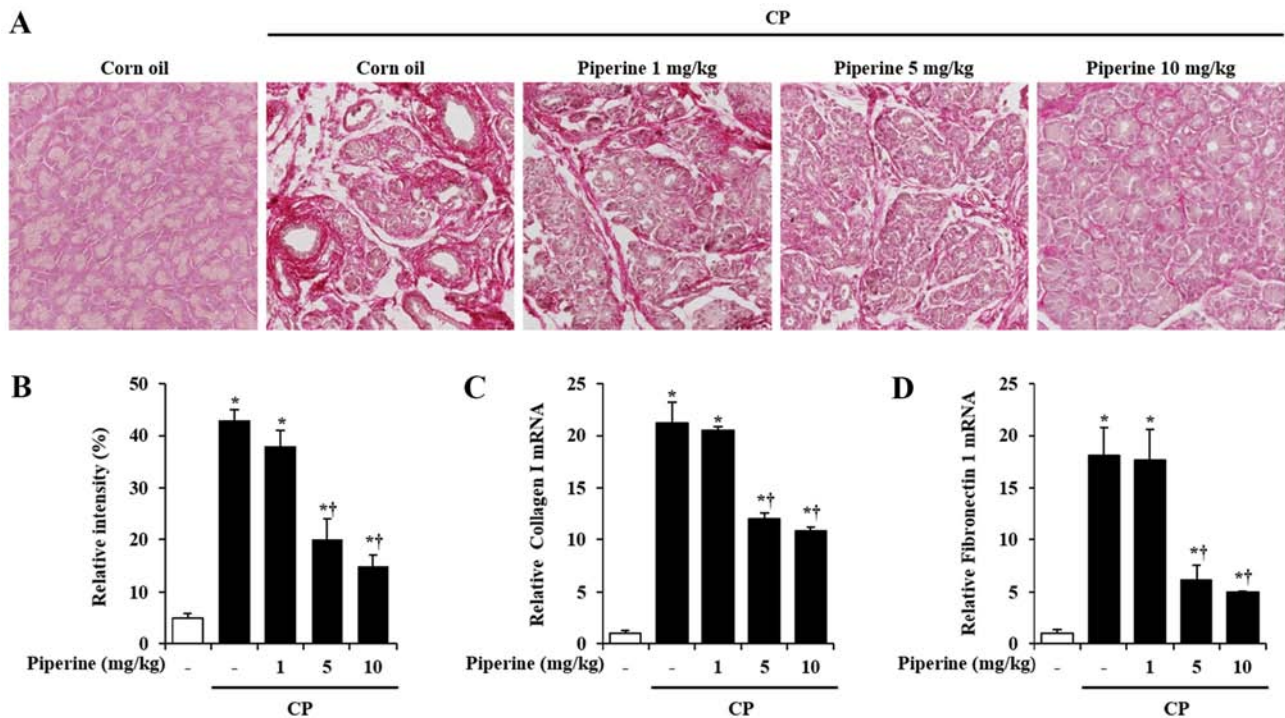 A
CP
Corn oil Corn oil Piperine 1 mg/kg Piperine 5 mg/kg Piperine 10 mg/kg
B
Relative intensity (%)
50
40
30
20
10
0
*
*
*†
*†
Piperine (mg/kg) - - 1 5 10
CP
C
Relative Collagen I mRNA
25
20
15
10
5
0
*
*
*†
*†
Piperine (mg/kg) - - 1 5 10
CP
D
Relative Fibronectin 1 mRNA
25
20
15
10
5
0
*
*
*†
*†
Piperine (mg/kg) - - 1 5 10
CP